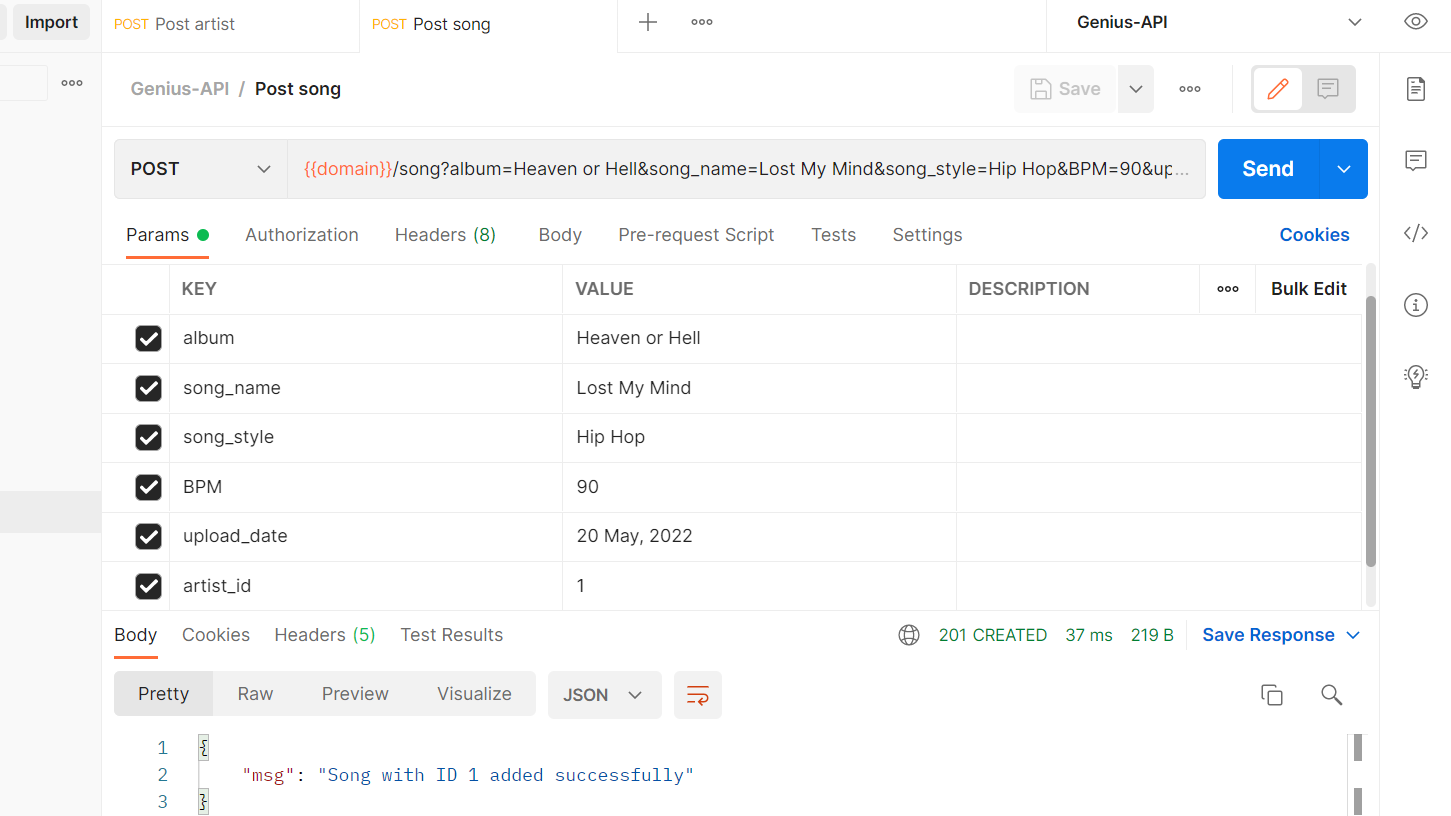 Import
POST Post artist
POST Post song
Genius-API
Genius-API / Post song
Save
POST
{{domain}}/song?album=Heaven or Hell&song_name=Lost My Mind&song_style=Hip Hop&BPM=90&up...
Send
Params
Authorization
Headers (8)
Body
Pre-request Script
Tests
Settings
Cookies
KEY VALUE DESCRIPTION Bulk Edit
album Heaven or Hell
song_name Lost My Mind
song_style Hip Hop
BPM 90
upload_date 20 May, 2022
artist_id 1
Body Cookies Headers (5) Test Results 201 CREATED 37 ms 219 B Save Response
Pretty Raw Preview Visualize JSON
1 {
2 "msg": "Song with ID 1 added successfully"
3 }